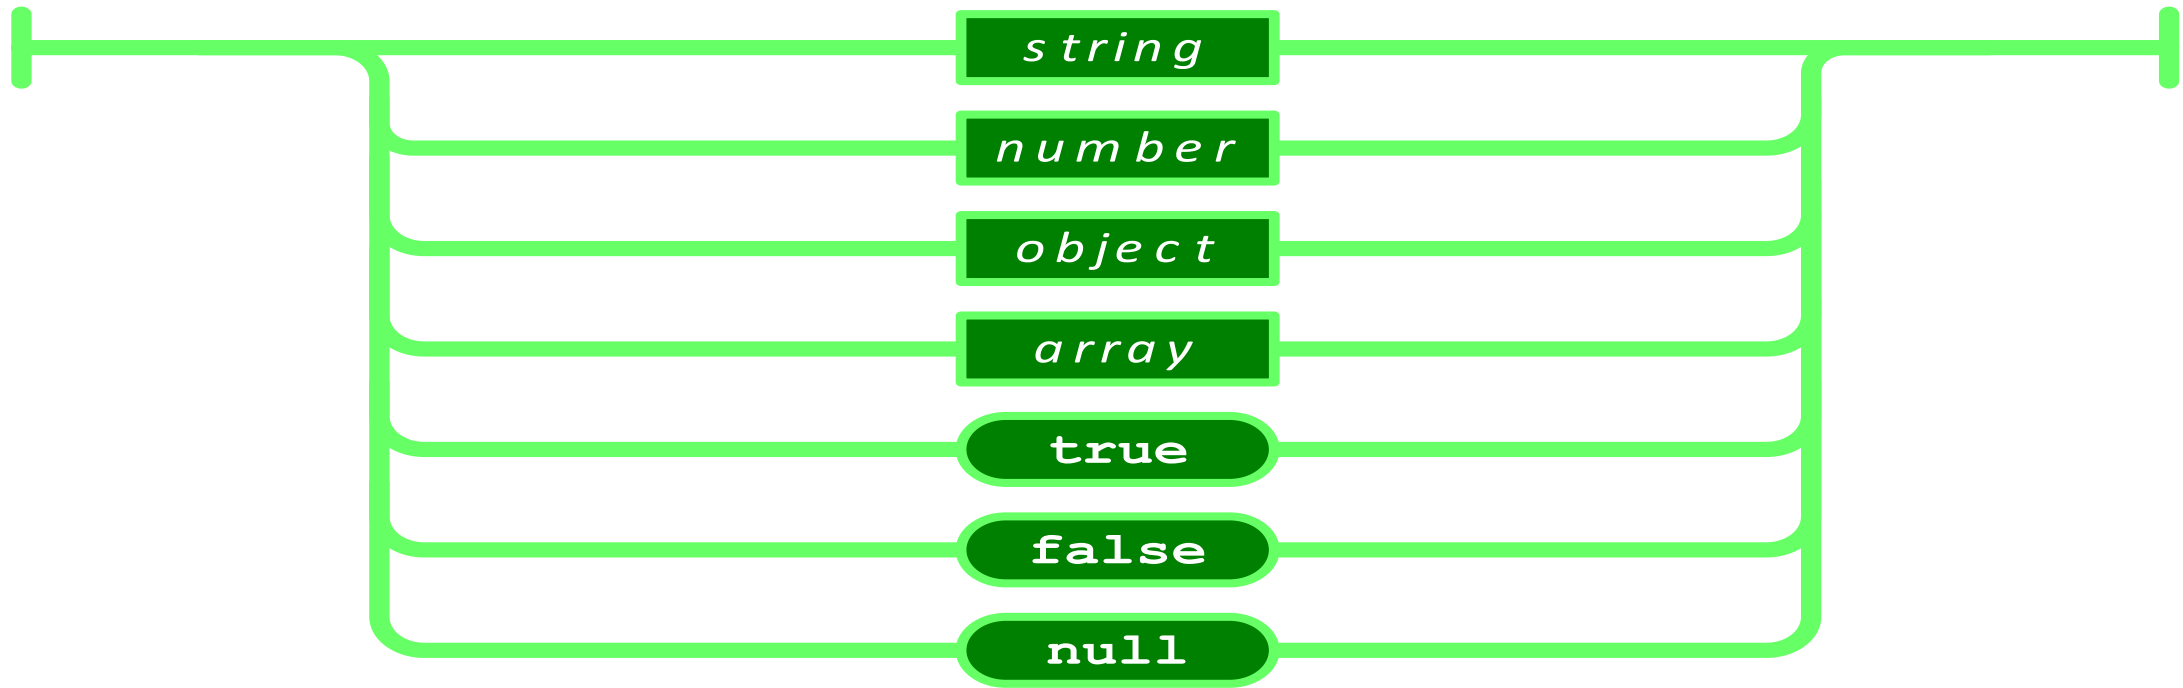 string
number
object
array
true
false
null